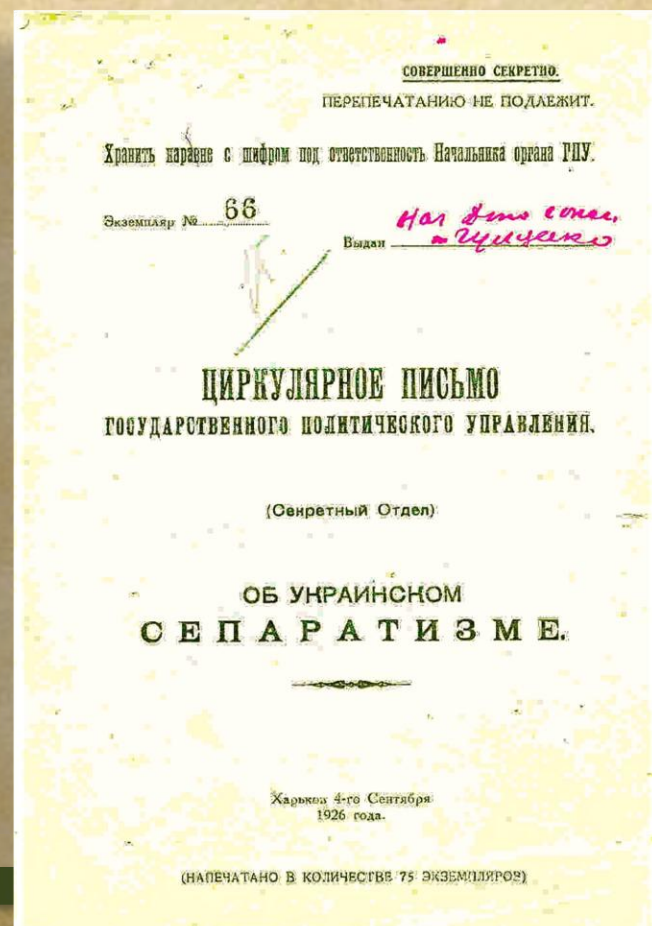 СОВЕРШЕННО СЕКРЕТНО.
ПЕРЕПЕЧАТАНИЮ НЕ ПОДЛЕЖИТ.
Хранить наравне с шифром под ответственность Начальника органа ГПУ.
Экземпляр № 66
Выдан
ЦИРКУЛЯРНОЕ ПИСЬМО
ГОСУДАРСТВЕННОГО ПОЛИТИЧЕСКОГО УПРАВЛЕНИЯ.
(Секретный Отдел)
ОБ УКРАИНСКОМ
СЕПАРАТИЗМЕ.
Харьков 4-го Сентября
1926 года.
(НАПЕЧАТАНО В КОЛИЧЕСТВЕ 75 ЭКЗЕМПЛЯРОВ)